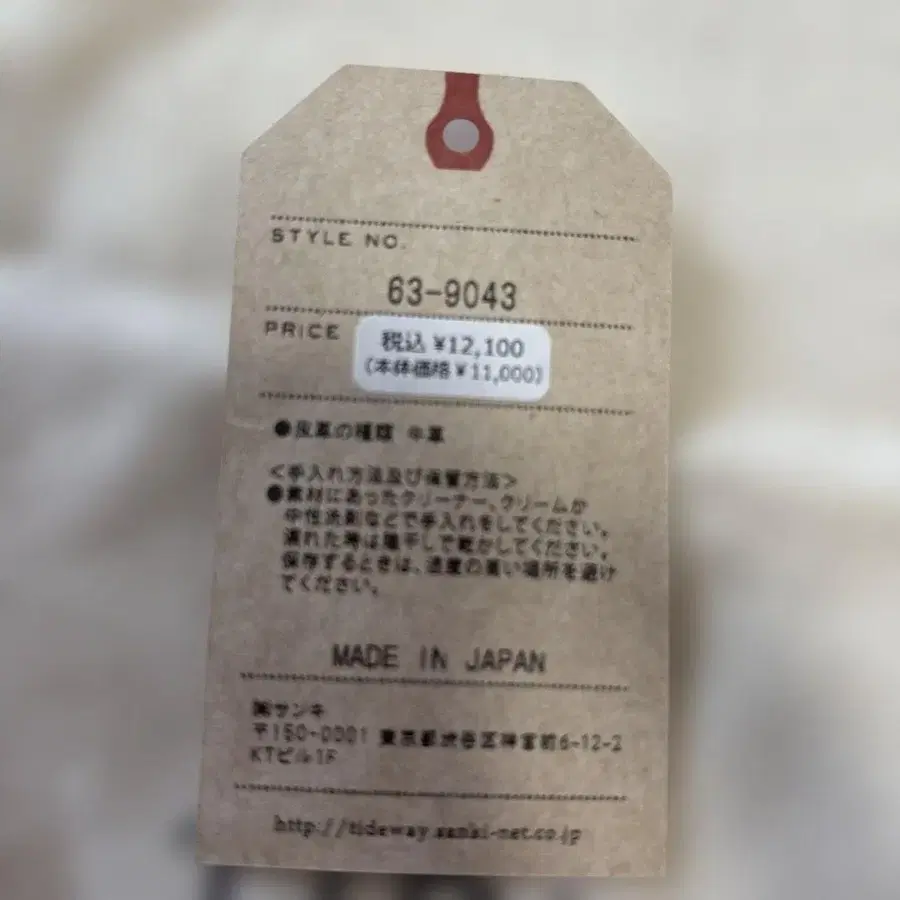 STYLE NO.
63-9043
PRICE
税込 ¥12,100
(本体価格 ¥11,000)
●皮革の種類 牛革
<手入れ方法及び保管方法>
●素材にあったクリーナー、クリームか
中性洗剤などで手入れをしてください。
濡れた時は陰干しで乾かしてください。
保存するときは、湿度の高い場所を避け
てください。
MADE IN JAPAN
㈱サンキ
〒150-0001 東京都渋谷区神宮前6-12-2
KTビル1F
http://tideway.sanki-net.co.jp